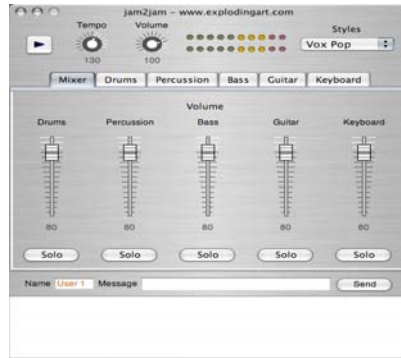 jam2jam - www.explodingart.com
Tempo Volume Styles
Vox Pop
130 100
Mixer Drums Percussion Bass Guitar Keyboard
Volume
Drums Percussion Bass Guitar Keyboard
80 80 80 80 80
Solo Solo Solo Solo Solo
Name User 1 Message Send